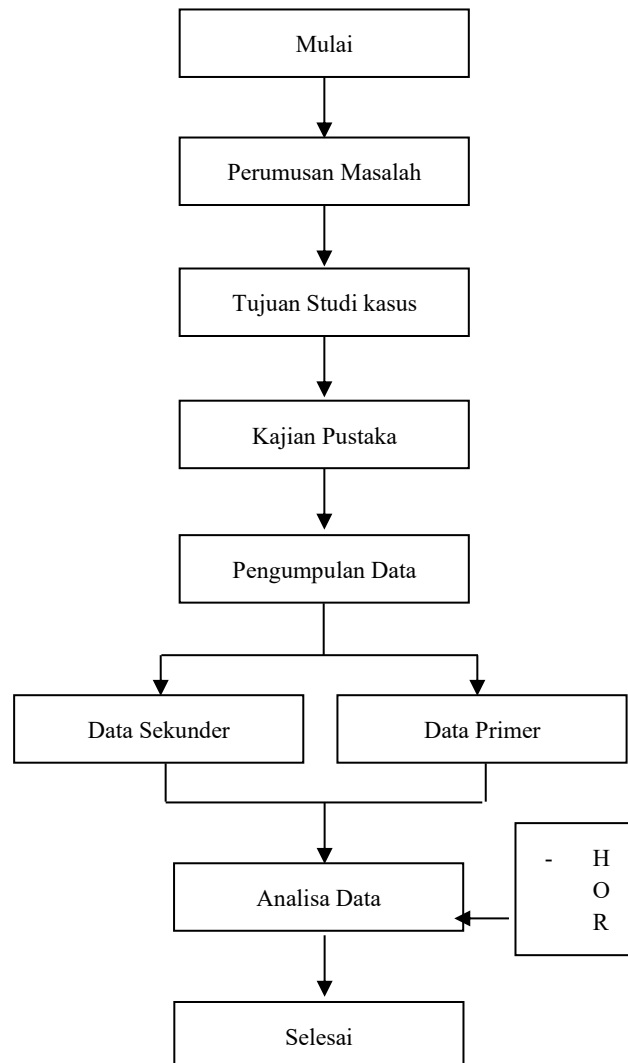 Mulai
Perumusan Masalah
Tujuan Studi kasus
Kajian Pustaka
Pengumpulan Data
Data Sekunder
Data Primer
Analisa Data
- H
O
R
Selesai